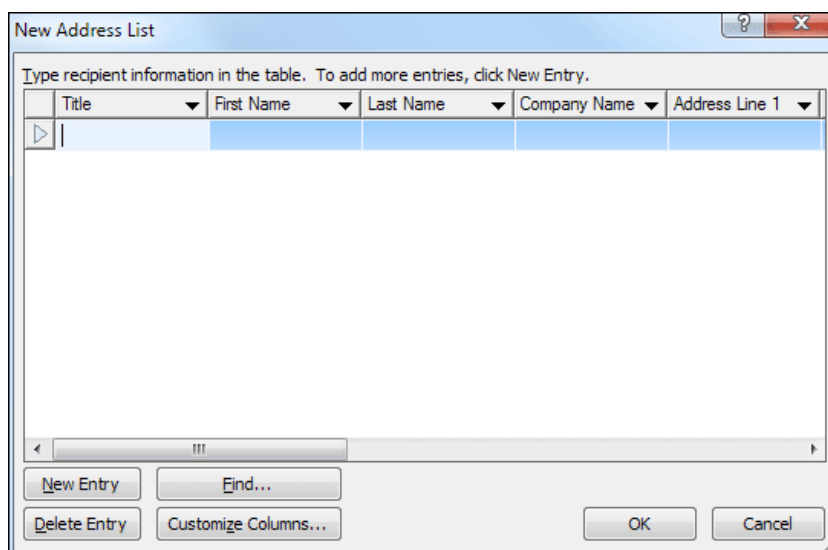 New Address List
Type recipient information in the table. To add more entries, click New Entry.
Title First Name Last Name Company Name Address Line 1
New Entry Find...
Delete Entry Customize Columns... OK Cancel